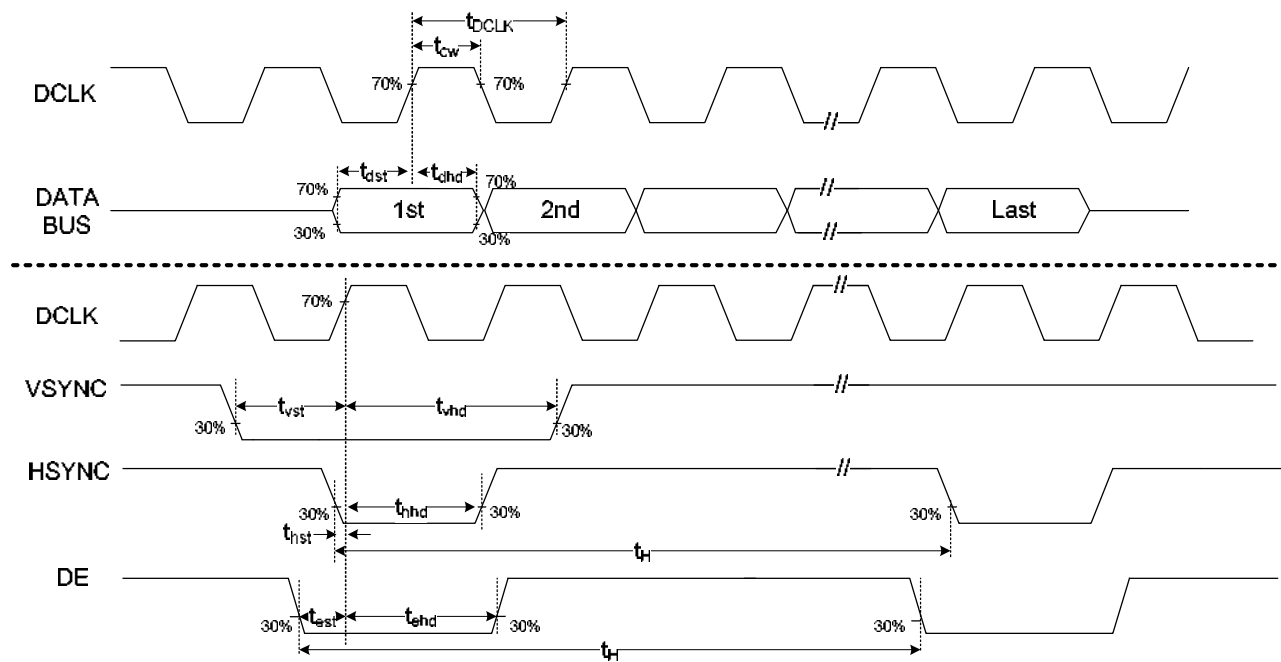 tDCLK
tcw
DCLK
70%
70%
tdst
tdhd
DATA
BUS
70%
70%
1st
2nd
Last
30%
30%
DCLK
70%
VSYNC
tvst
tvhd
30%
30%
HSYNC
30%
thhd
30%
30%
thst
tH
DE
test
tehd
30%
30%
30%
tH